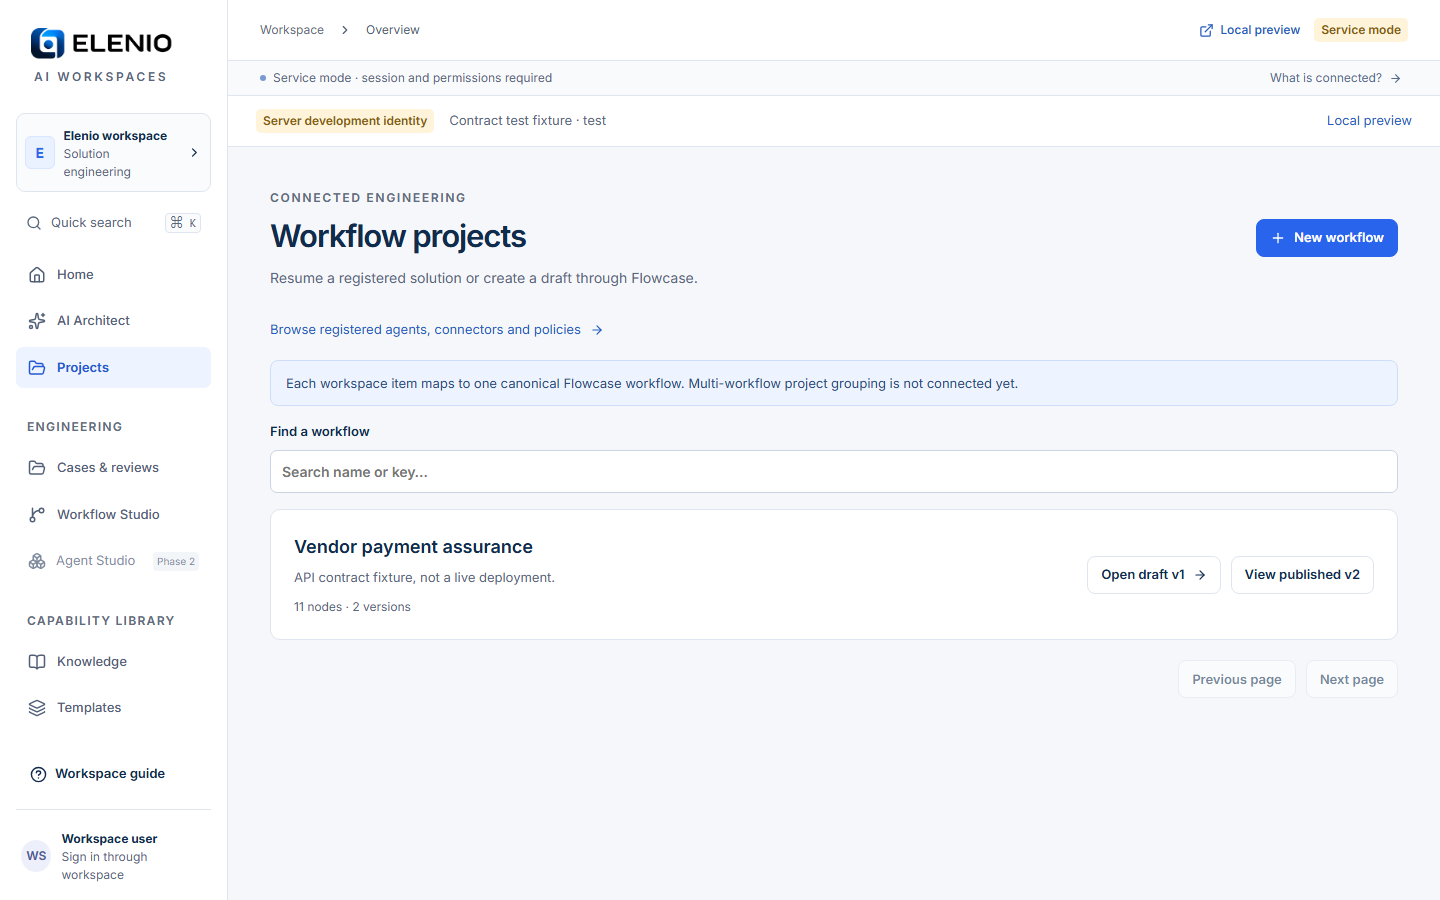 ELENIO
AI WORKSPACES
E
Elenio workspace
Solution
engineering
Quick search
⌘ K
Home
AI Architect
Projects
ENGINEERING
Cases & reviews
Workflow Studio
Agent Studio
Phase 2
CAPABILITY LIBRARY
Knowledge
Templates
Workspace guide
WS
Workspace user
Sign in through
workspace
Workspace
Overview
Local preview
Service mode
Service mode · session and permissions required
What is connected?
Server development identity
Contract test fixture · test
Local preview
CONNECTED ENGINEERING
Workflow projects
Resume a registered solution or create a draft through Flowcase.
New workflow
Browse registered agents, connectors and policies
Each workspace item maps to one canonical Flowcase workflow. Multi-workflow project grouping is not connected yet.
Find a workflow
Search name or key...
Vendor payment assurance
API contract fixture, not a live deployment.
11 nodes · 2 versions
Open draft v1
View published v2
Previous page
Next page